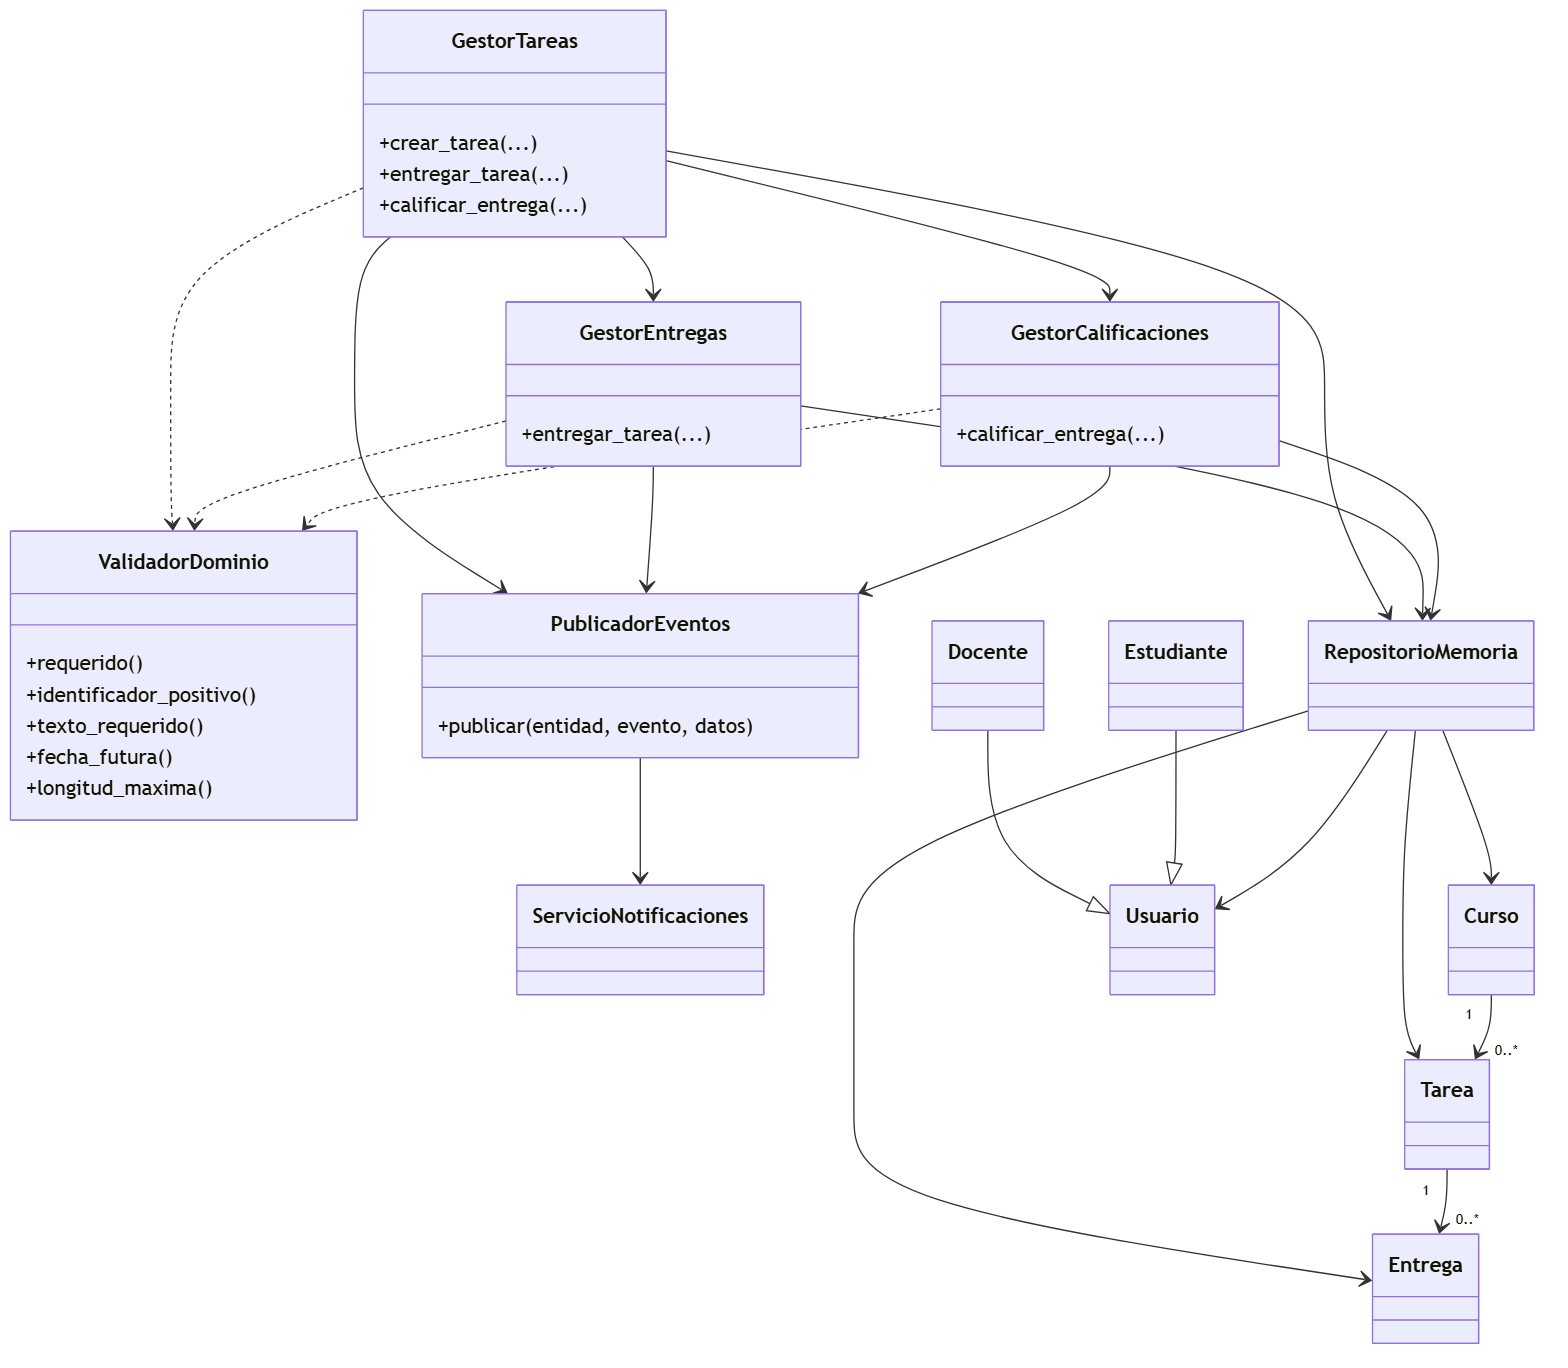 GestorTareas
+crear_tarea(...)
+entregar_tarea(...)
+calificar_entrega(...)
GestorEntregas
+entregar_tarea(...)
GestorCalificaciones
+calificar_entrega(...)
ValidadorDominio
+requerido()
+identificador_positivo()
+texto_requerido()
+fecha_futura()
+longitud_maxima()
PublicadorEventos
+publicar(entidad, evento, datos)
Docente
Estudiante
RepositorioMemoria
ServicioNotificaciones
Usuario
Curso
1
0..*
Tarea
1
0..*
Entrega